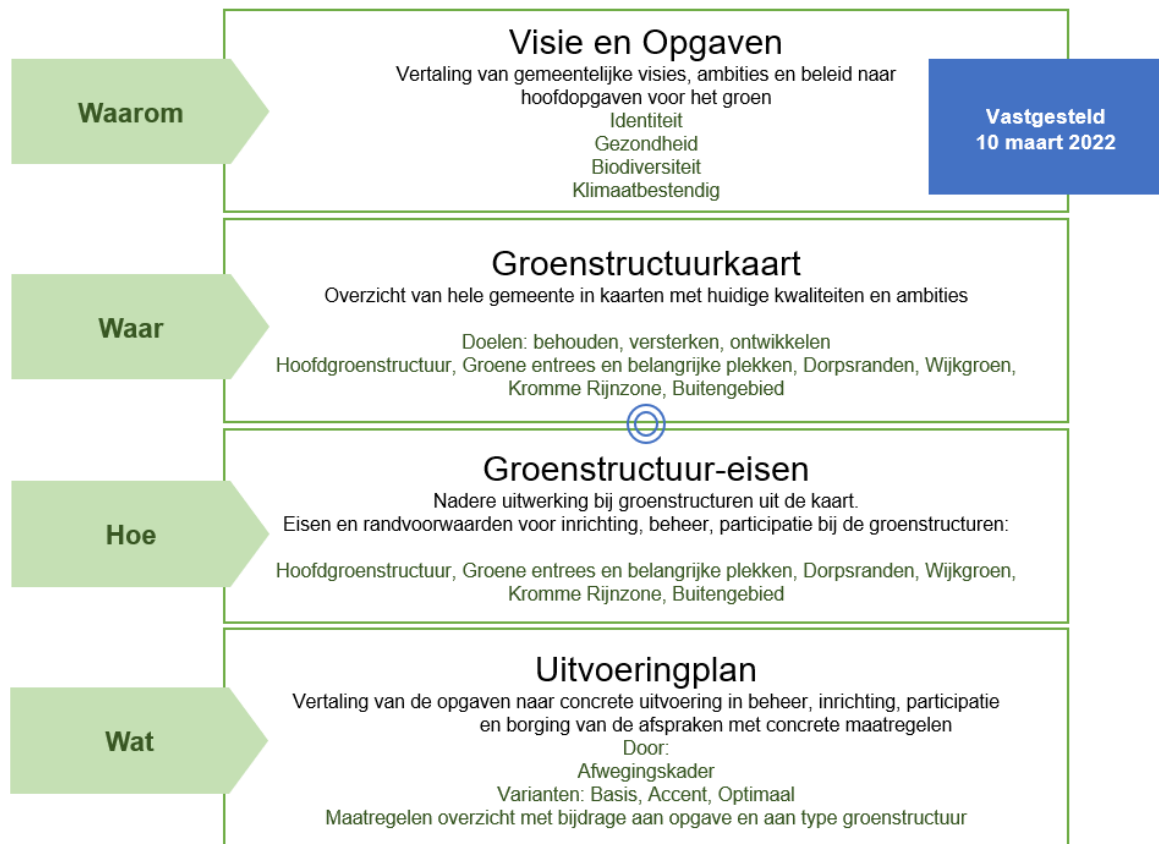 Waarom
Visie en Opgaven
Vertaling van gemeentelijke visies, ambities en beleid naar
hoofdopgaven voor het groen
Identiteit
Gezondheid
Biodiversiteit
Klimaatbestendig
Vastgesteld
10 maart 2022
Waar
Groenstructuurkaart
Overzicht van hele gemeente in kaarten met huidige kwaliteiten en ambities
Doelen: behouden, versterken, ontwikkelen
Hoofdgroenstructuur, Groene entrees en belangrijke plekken, Dorpsranden, Wijkgroen,
Kromme Rijnzone, Buitengebied
Hoe
Groenstructuur-eisen
Nadere uitwerking bij groenstructuren uit de kaart.
Eisen en randvoorwaarden voor inrichting, beheer, participatie bij de groenstructuren:
Hoofdgroenstructuur, Groene entrees en belangrijke plekken, Dorpsranden, Wijkgroen,
Kromme Rijnzone, Buitengebied
Wat
Uitvoeringplan
Vertaling van de opgaven naar concrete uitvoering in beheer, inrichting, participatie
en borging van de afspraken met concrete maatregelen
Door:
Afwegingskader
Varianten: Basis, Accent, Optimaal
Maatregelen overzicht met bijdrage aan opgave en aan type groenstructuur